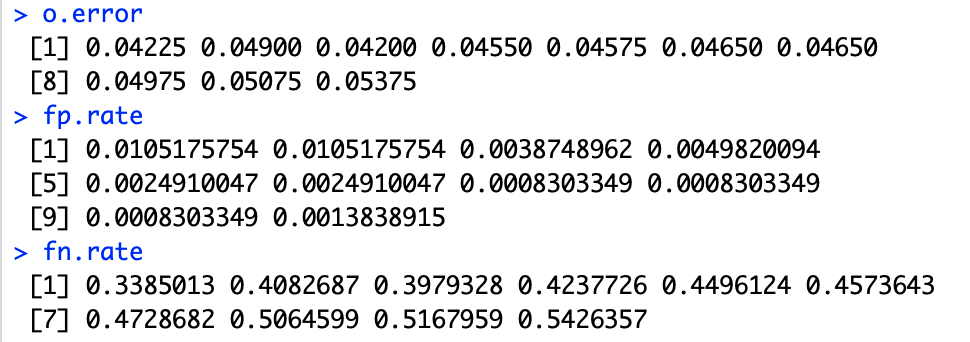 > o.error
[1] 0.04225 0.04900 0.04200 0.04550 0.04575 0.04650 0.04650
[8] 0.04975 0.05075 0.05375
> fp.rate
[1] 0.0105175754 0.0105175754 0.0038748962 0.0049820094
[5] 0.0024910047 0.0024910047 0.0008303349 0.0008303349
[9] 0.0008303349 0.0013838915
> fn.rate
[1] 0.3385013 0.4082687 0.3979328 0.4237726 0.4496124 0.4573643
[7] 0.4728682 0.5064599 0.5167959 0.5426357